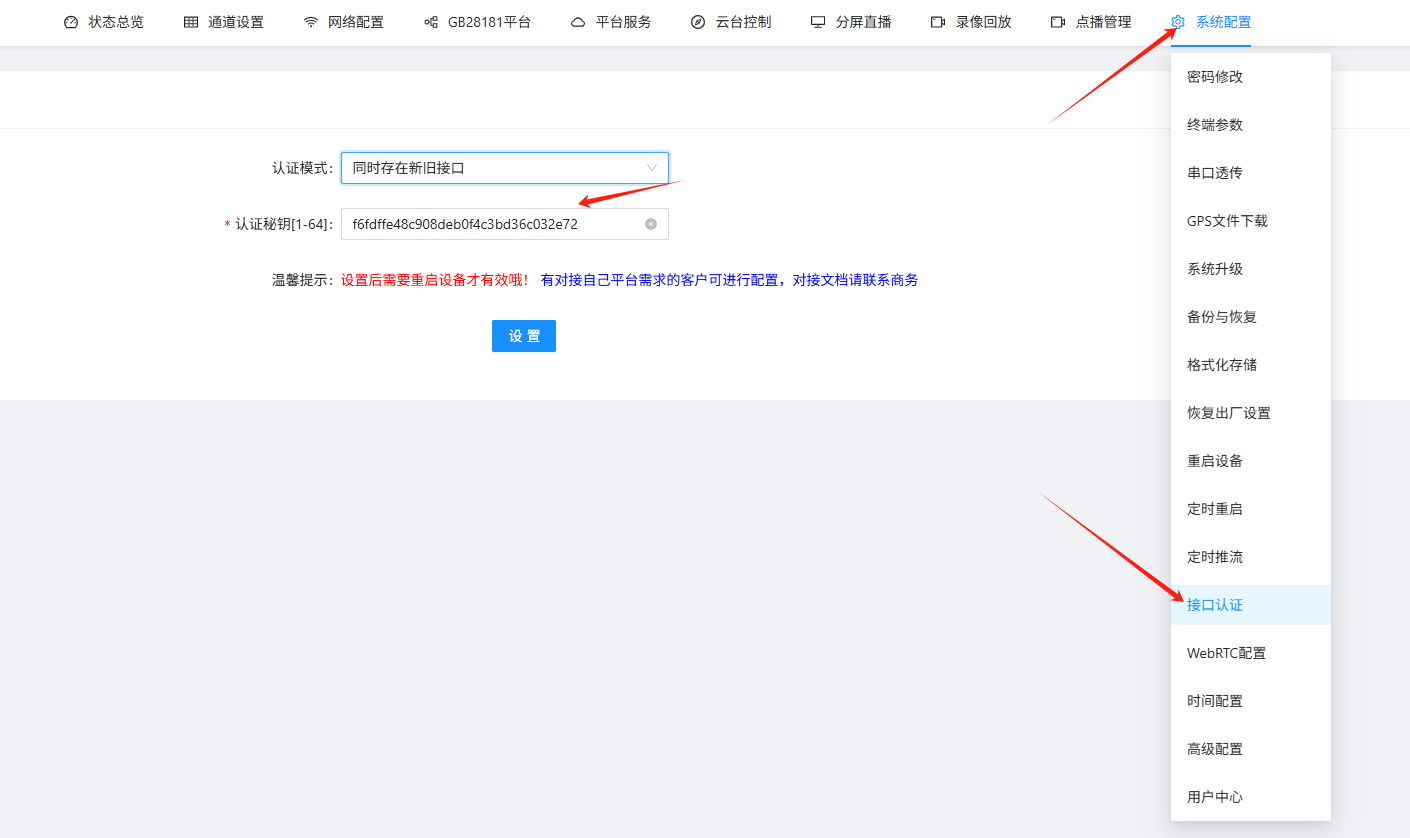 状态总览 通道设置 网络配置 GB28181平台 平台服务 云台控制 分屏直播 录像回放 点播管理 系统配置
密码修改
终端参数
认证模式： 同时存在新旧接口
串口透传
* 认证秘钥[1-64]： f6fdffe48c908deb0f4c3bd36c032e72
GPS文件下载
系统升级
温馨提示： 设置后需要重启设备才有效哦！ 有对接自己平台需求的客户可进行配置，对接文档请联系商务
备份与恢复
设 置
格式化存储
恢复出厂设置
重启设备
定时重启
定时推流
接口认证
WebRTC配置
时间配置
高级配置
用户中心